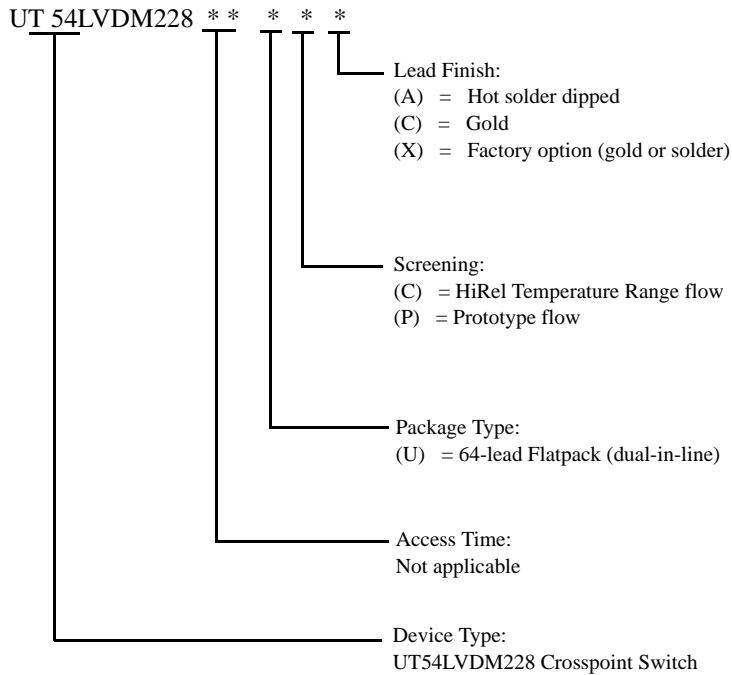 UT 54LVDM228 * * * * *
Lead Finish:
(A) = Hot solder dipped
(C) = Gold
(X) = Factory option (gold or solder)
Screening:
(C) = HiRel Temperature Range flow
(P) = Prototype flow
Package Type:
(U) = 64-lead Flatpack (dual-in-line)
Access Time:
Not applicable
Device Type:
UT54LVDM228 Crosspoint Switch